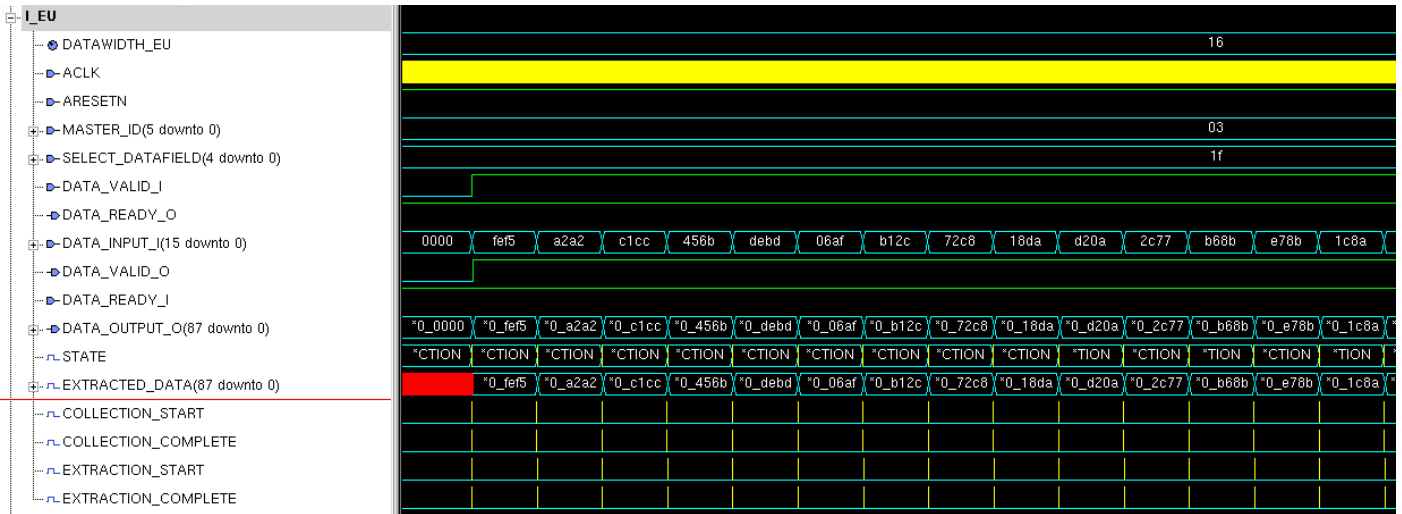 I_EU
DATAWIDTH_EU 16
ACLK
ARESETN
MASTER_ID(5 downto 0) 03
SELECT_DATAFIELD(4 downto 0) 1f
DATA_VALID_I
DATA_READY_O
DATA_INPUT_I(15 downto 0) 0000 fef5 a2a2 c1cc 456b debd 06af b12c 72c8 18da d20a 2c77 b68b e78b 1c8a
DATA_VALID_O
DATA_READY_I
DATA_OUTPUT_O(87 downto 0) *0_0000 *0_fef5 *0_a2a2 *0_c1cc *0_456b *0_debd *0_06af *0_b12c *0_72c8 *0_18da *0_d20a *0_2c77 *0_b68b *0_e78b *0_1c8a *
STATE *CTION *CTION *CTION *CTION *CTION *CTION *CTION *CTION *CTION *CTION *TION *CTION *TION *CTION *TION *
EXTRACTED_DATA(87 downto 0) *0_fef5 *0_a2a2 *0_c1cc *0_456b *0_debd *0_06af *0_b12c *0_72c8 *0_18da *0_d20a *0_2c77 *0_b68b *0_e78b *0_1c8a *
COLLECTION_START
COLLECTION_COMPLETE
EXTRACTION_START
EXTRACTION_COMPLETE